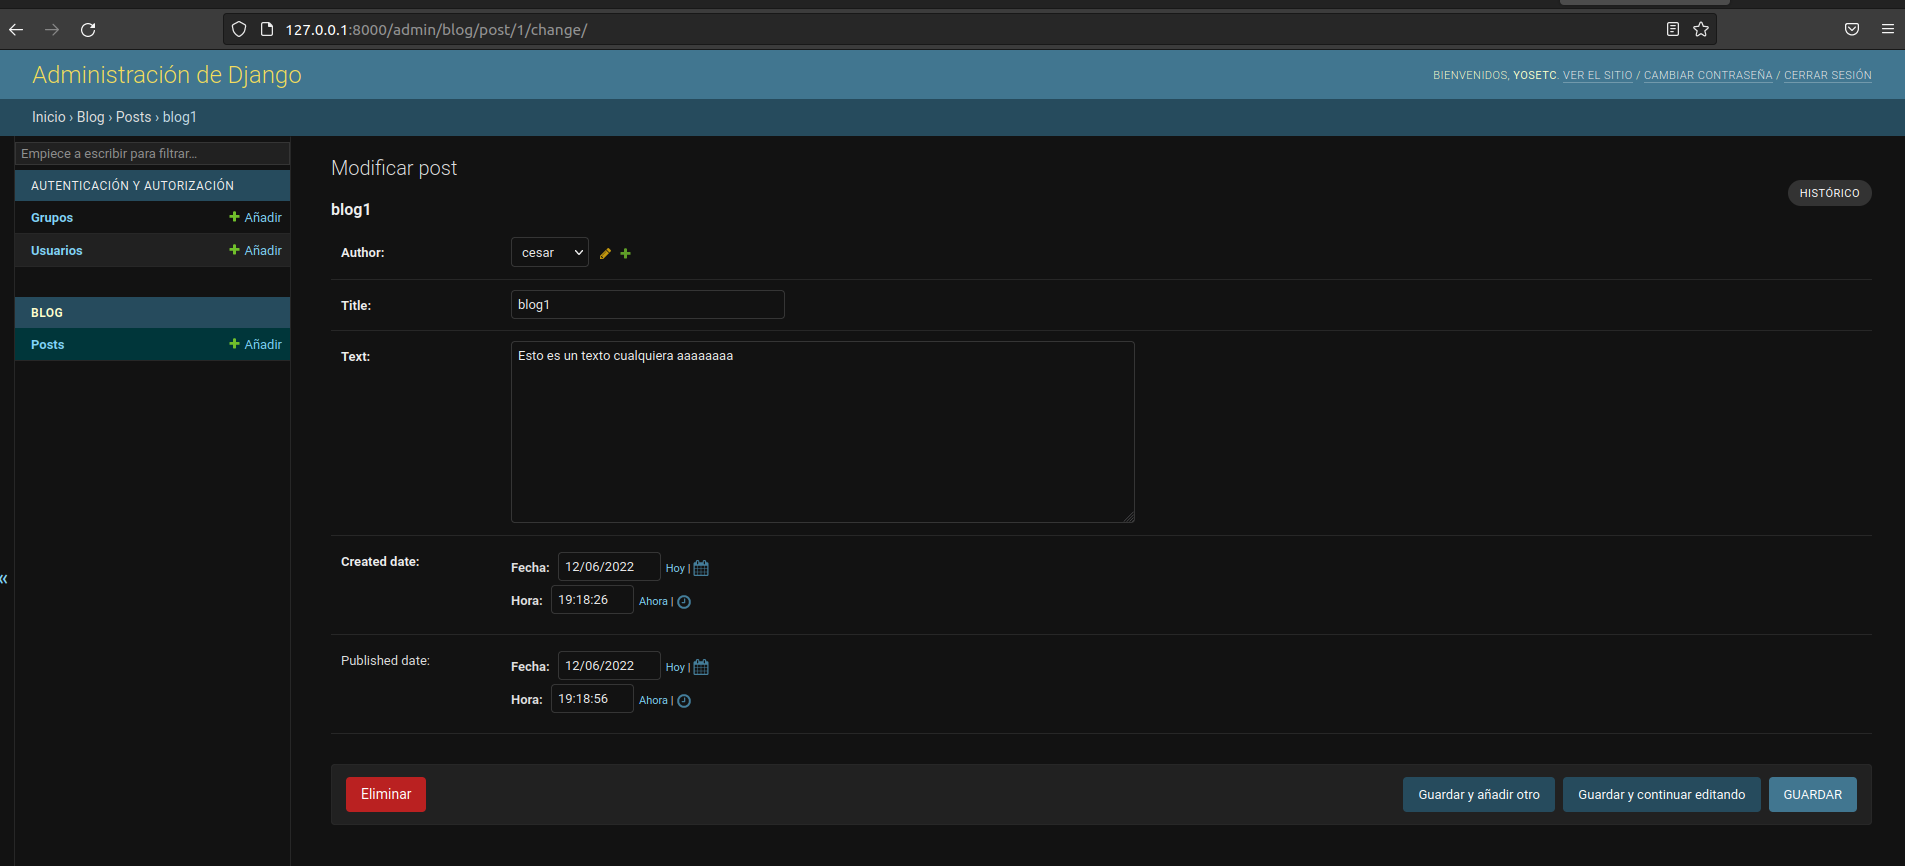 127.0.0.1:8000/admin/blog/post/1/change/
Administración de Django
BIENVENIDOS, YOSETC. VER EL SITIO / CAMBIAR CONTRASEÑA / CERRAR SESIÓN
Inicio › Blog › Posts › blog1
Empiece a escribir para filtrar...
AUTENTICACIÓN Y AUTORIZACIÓN
Grupos Añadir
Usuarios Añadir
BLOG
Posts Añadir
«
Modificar post
HISTÓRICO
blog1
Author: cesar
Title: blog1
Text: Esto es un texto cualquiera aaaaaaaa
Created date: Fecha: 12/06/2022 Hoy |
Hora: 19:18:26 Ahora |
Published date: Fecha: 12/06/2022 Hoy |
Hora: 19:18:56 Ahora |
Eliminar Guardar y añadir otro Guardar y continuar editando GUARDAR